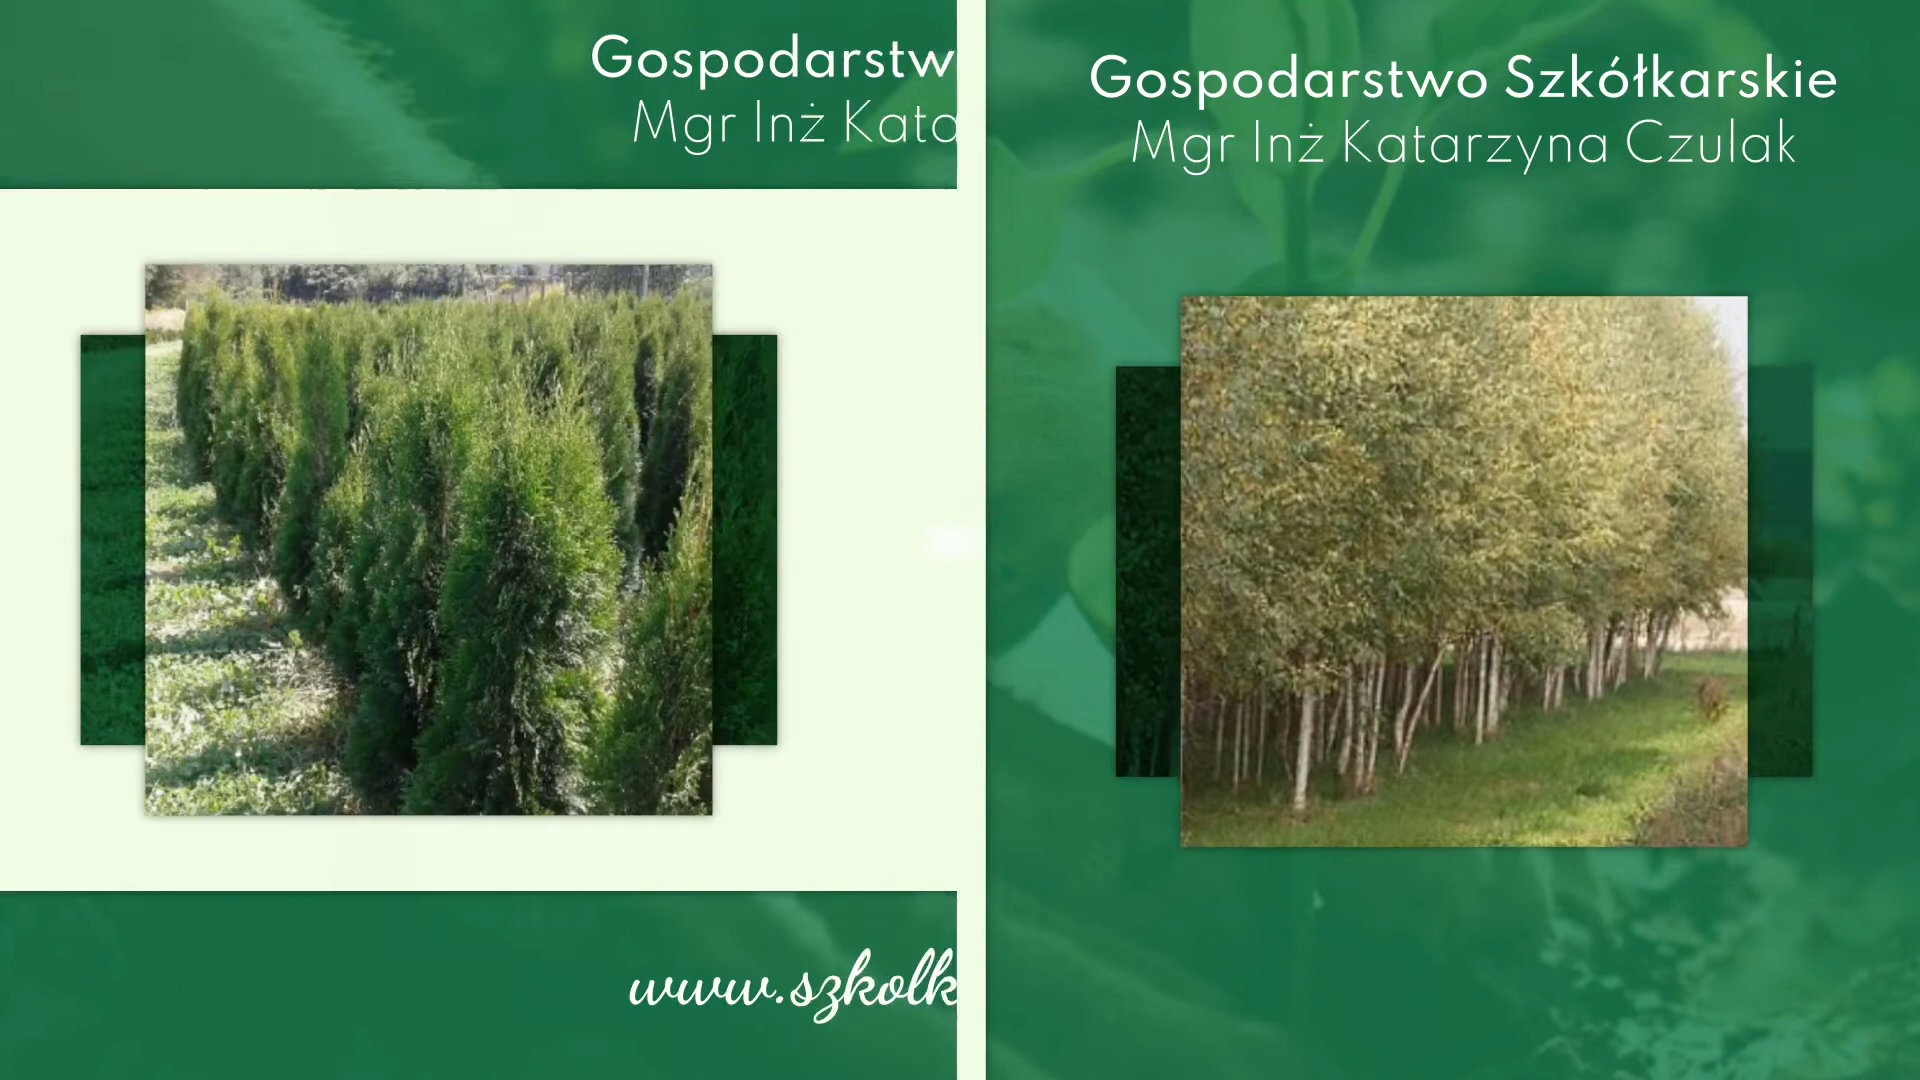 Gospodarstw
Mgr Inż Kata
www.szkolk
Gospodarstwo Szkółkarskie
Mgr Inż Katarzyna Czulak